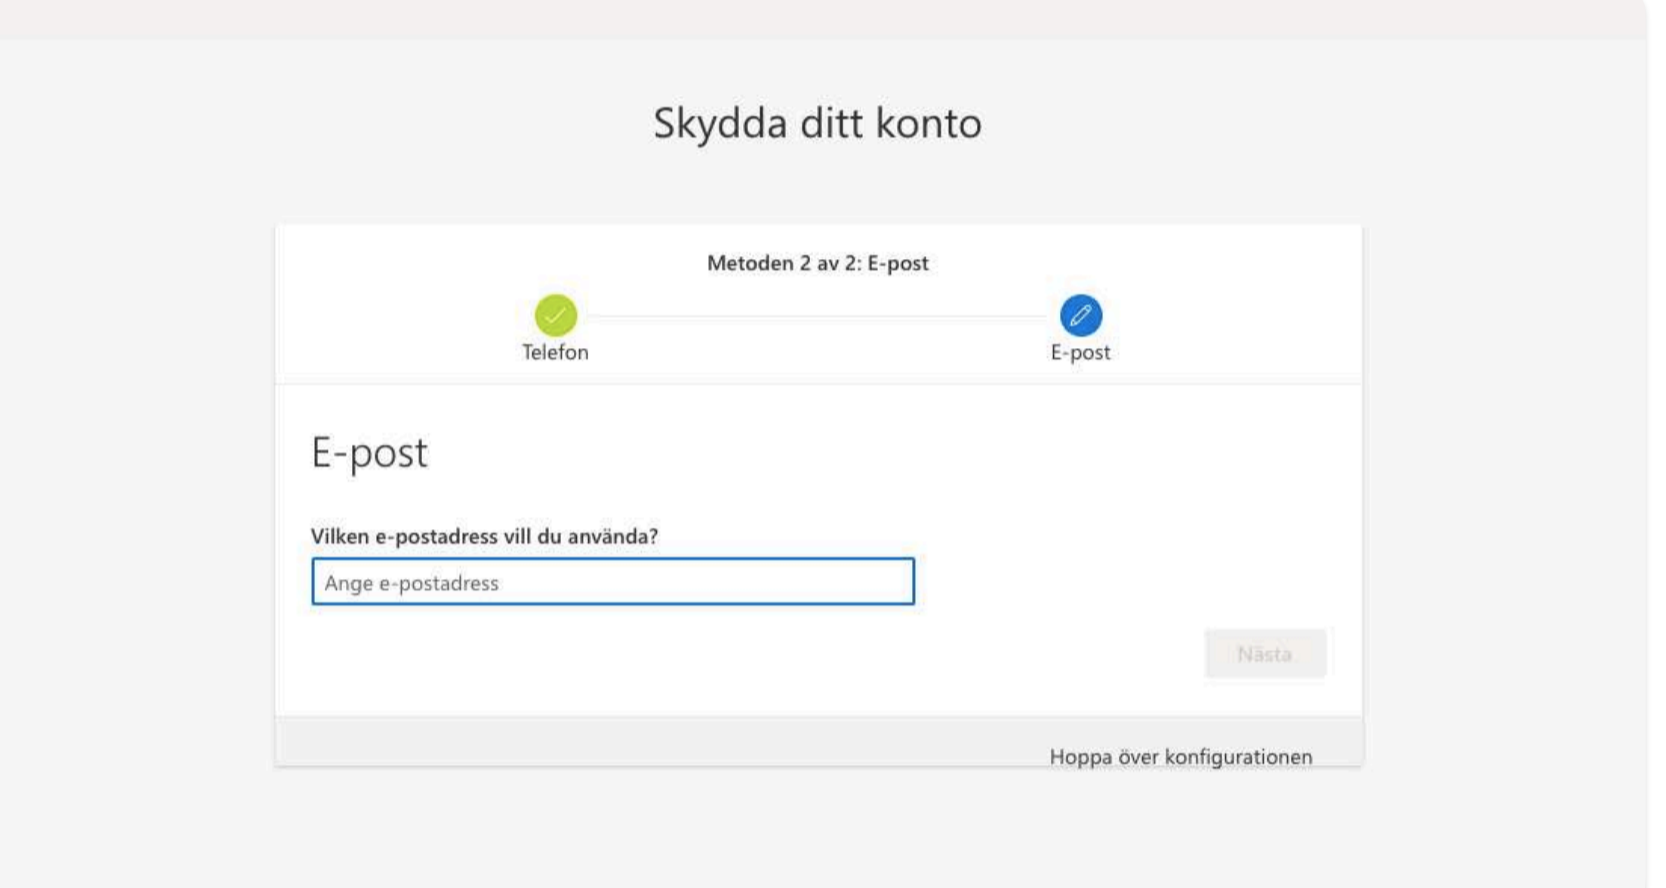 Skydda ditt konto
Metoden 2 av 2: E-post
Telefon
E-post
E-post
Vilken e-postadress vill du använda?
Ange e-postadress
Nästa
Hoppa över konfigurationen